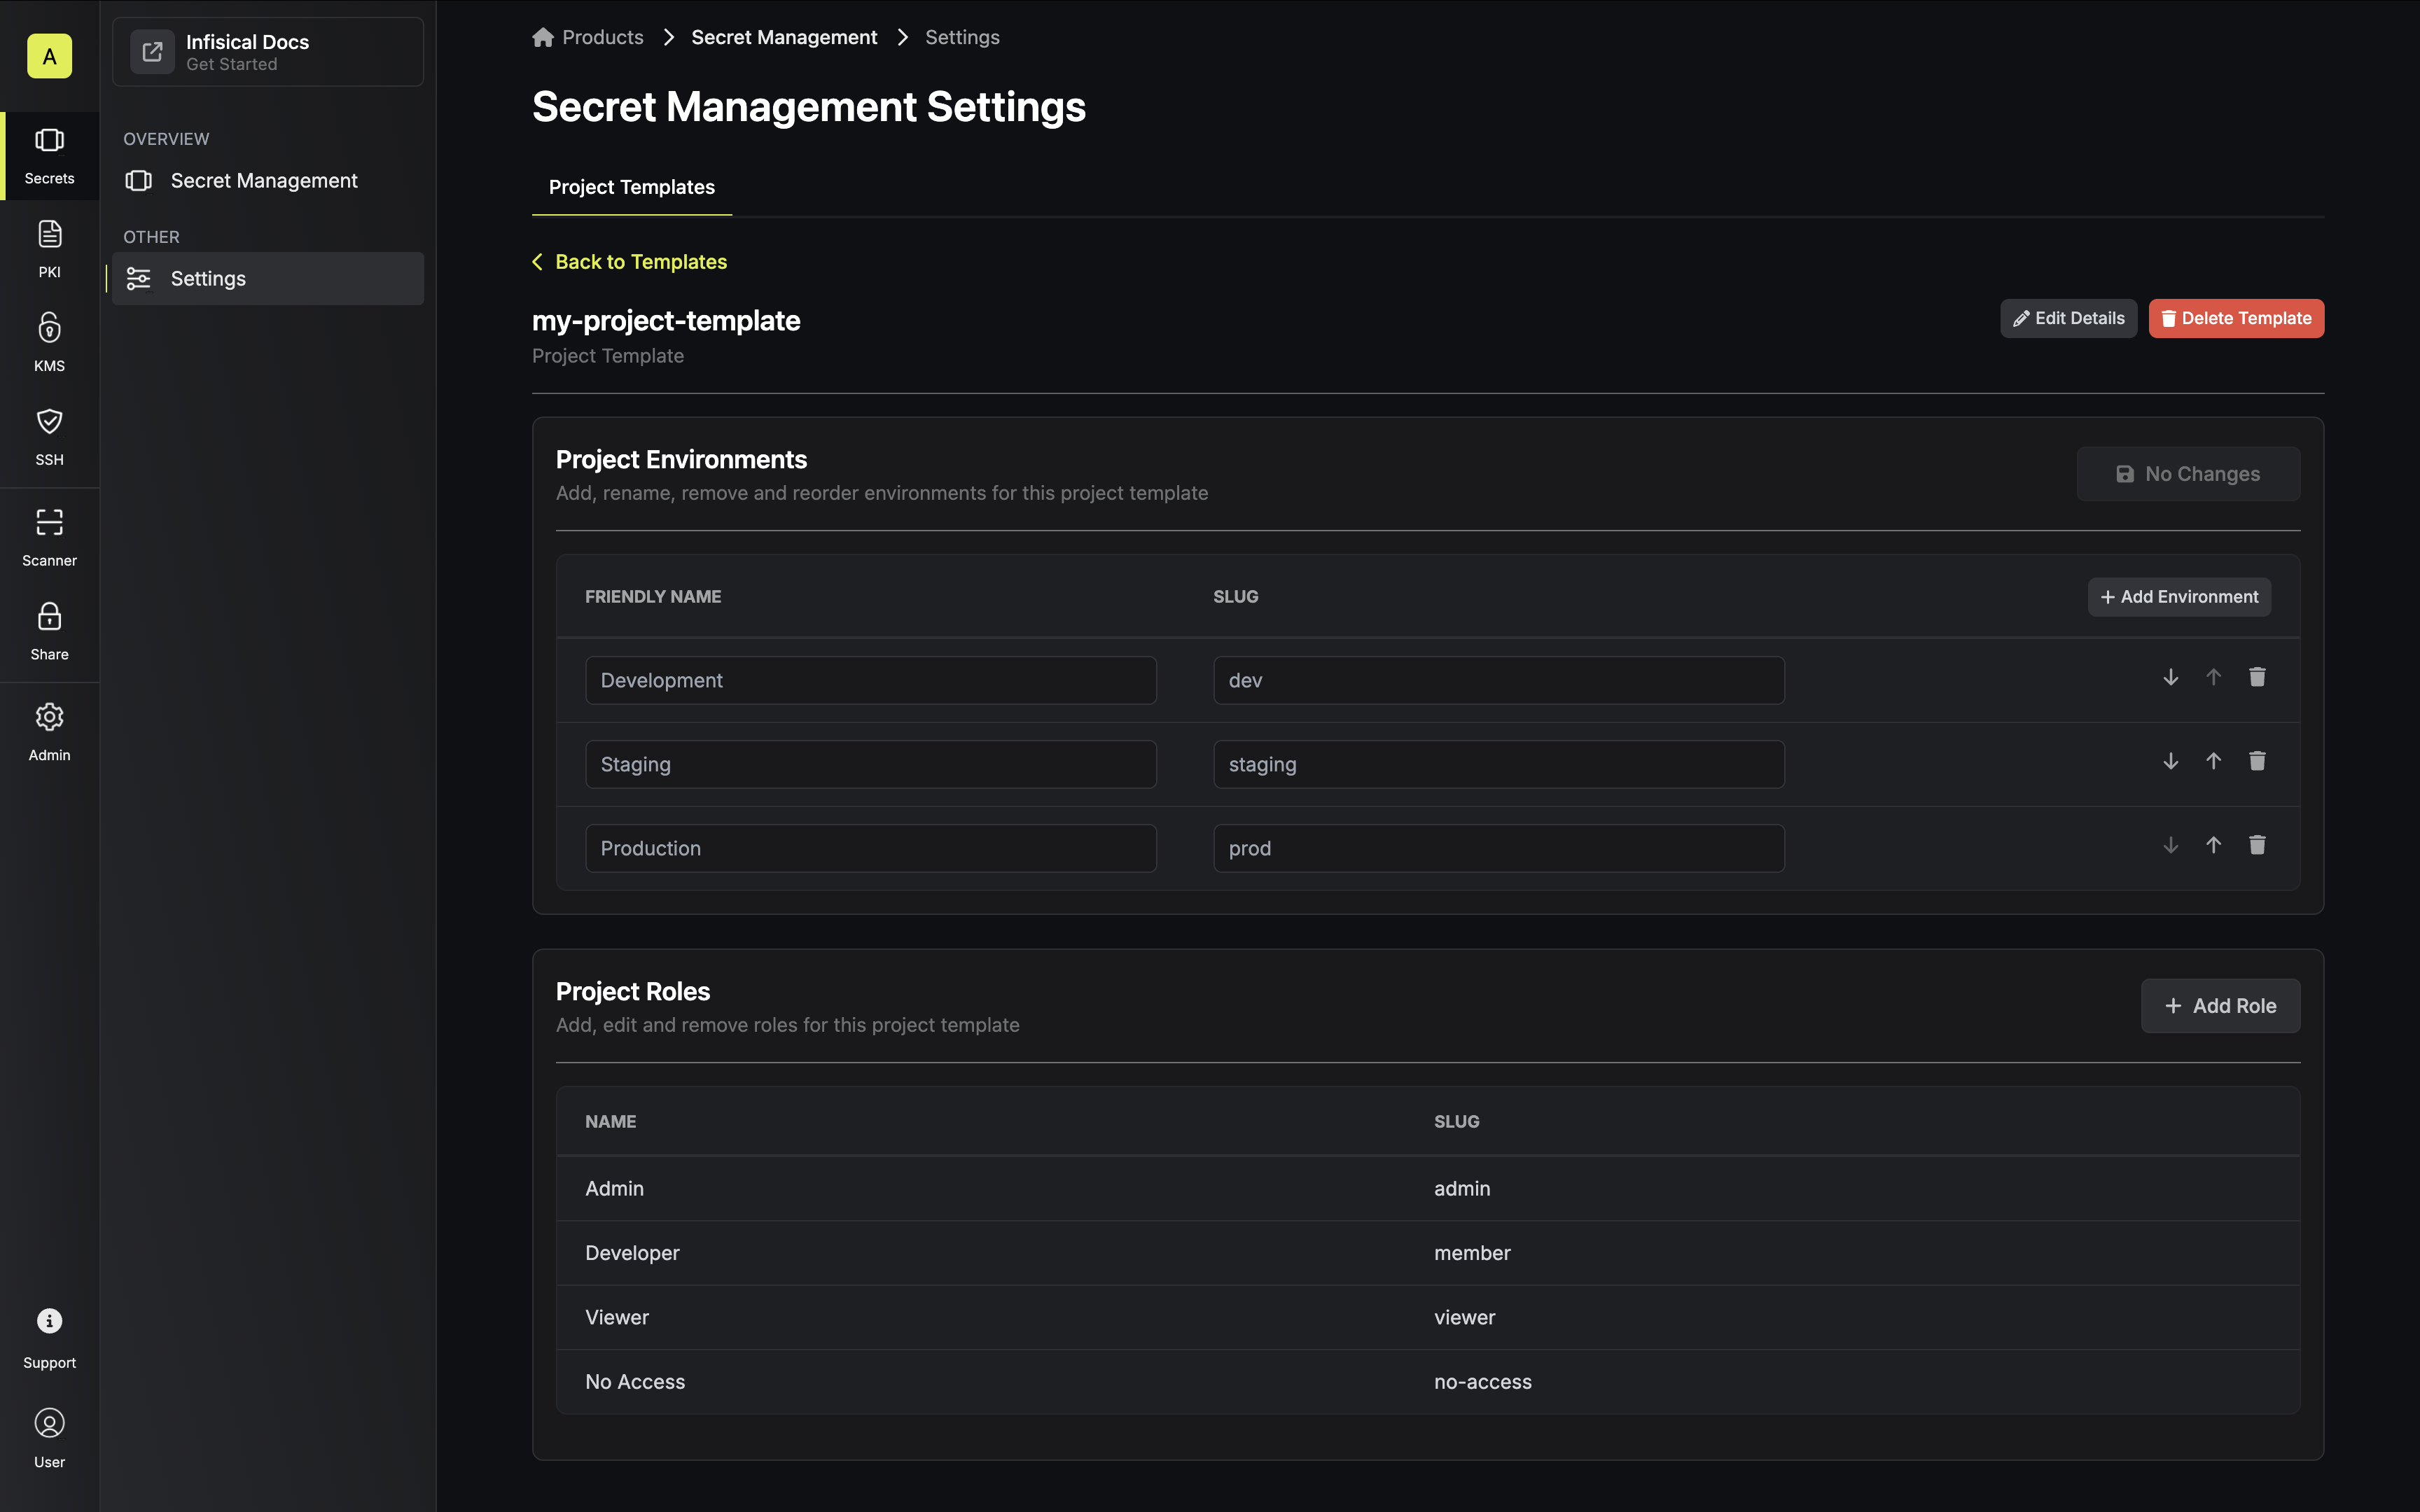 A
Secrets
PKI
KMS
SSH
Scanner
Share
Admin
Support
User
Infisical Docs
Get Started
OVERVIEW
Secret Management
OTHER
Settings
Products > Secret Management > Settings
Secret Management Settings
Project Templates
Back to Templates
my-project-template
Project Template
Edit Details
Delete Template
Project Environments
Add, rename, remove and reorder environments for this project template
No Changes
FRIENDLY NAME SLUG + Add Environment
Development dev
Staging staging
Production prod
Project Roles
Add, edit and remove roles for this project template
+ Add Role
NAME SLUG
Admin admin
Developer member
Viewer viewer
No Access no-access